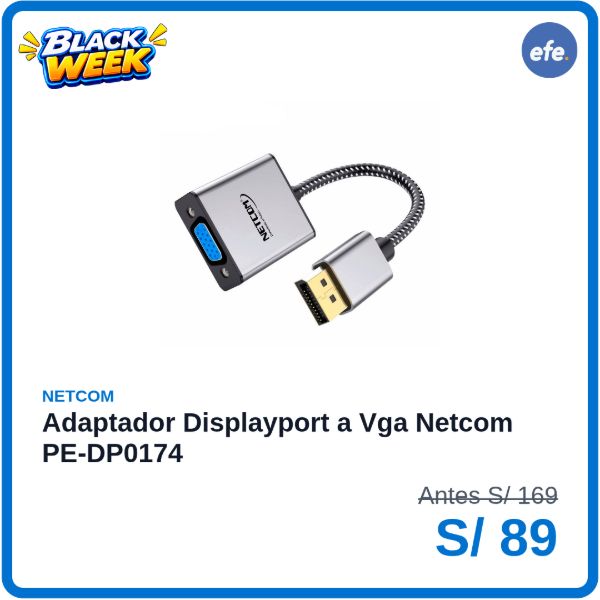 BLACK
WEEK
efe.
NETCOM
NETCOM
Adaptador Displayport a Vga Netcom
PE-DP0174
Antes S/ 169
S/ 89